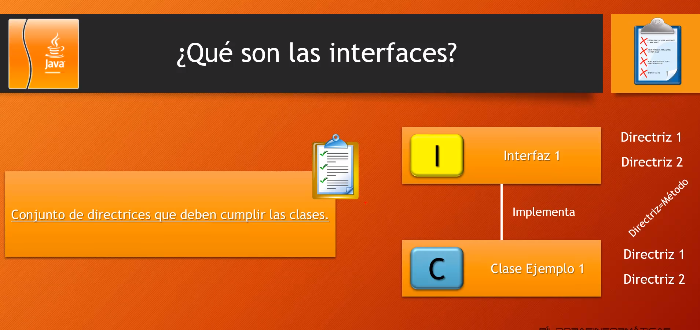 Java
¿Qué son las interfaces?
Conjunto de directrices que deben cumplir las clases.
I
Interfaz 1
Directriz 1
Directriz 2
Implementa
Directriz=Método
C
Clase Ejemplo 1
Directriz 1
Directriz 2